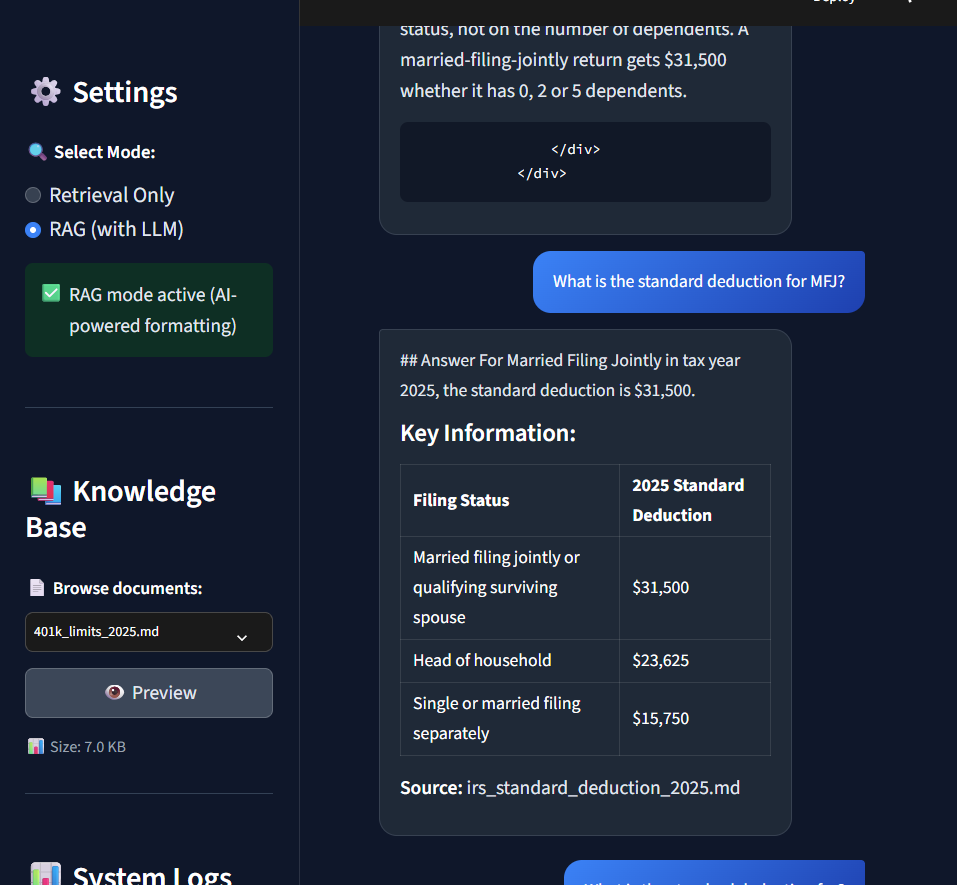 Settings
Select Mode:
Retrieval Only
RAG (with LLM)
RAG mode active (AI-
powered formatting)
Knowledge
Base
Browse documents:
401k_limits_2025.md
Preview
Size: 7.0 KB
System Logs
Deploy
status, not on the number of dependents. A
married-filing-jointly return gets $31,500
whether it has 0, 2 or 5 dependents.
</div>
</div>
What is the standard deduction for MFJ?
## Answer For Married Filing Jointly in tax year
2025, the standard deduction is $31,500.
Key Information:
Filing Status
2025 Standard
Deduction
Married filing jointly or
qualifying surviving
spouse
$31,500
Head of household
$23,625
Single or married filing
separately
$15,750
Source: irs_standard_deduction_2025.md